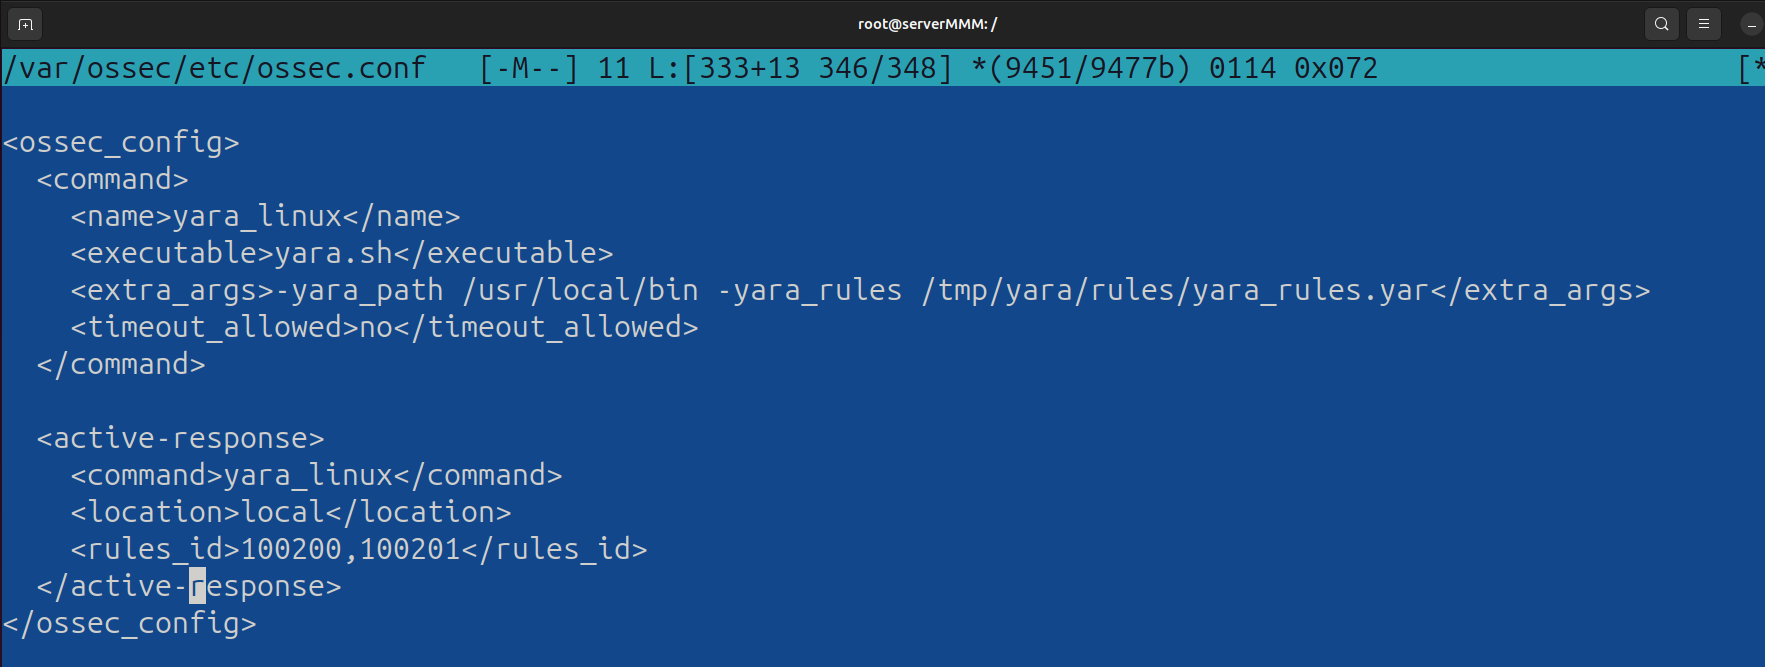 root@serverMMM: /
/var/ossec/etc/ossec.conf   [-M--] 11 L:[333+13 346/348] *(9451/9477b) 0114 0x072   [*
<ossec_config>
  <command>
    <name>yara_linux</name>
    <executable>yara.sh</executable>
    <extra_args>-yara_path /usr/local/bin -yara_rules /tmp/yara/rules/yara_rules.yar</extra_args>
    <timeout_allowed>no</timeout_allowed>
  </command>
  <active-response>
    <command>yara_linux</command>
    <location>local</location>
    <rules_id>100200,100201</rules_id>
  </active-response>
</ossec_config>